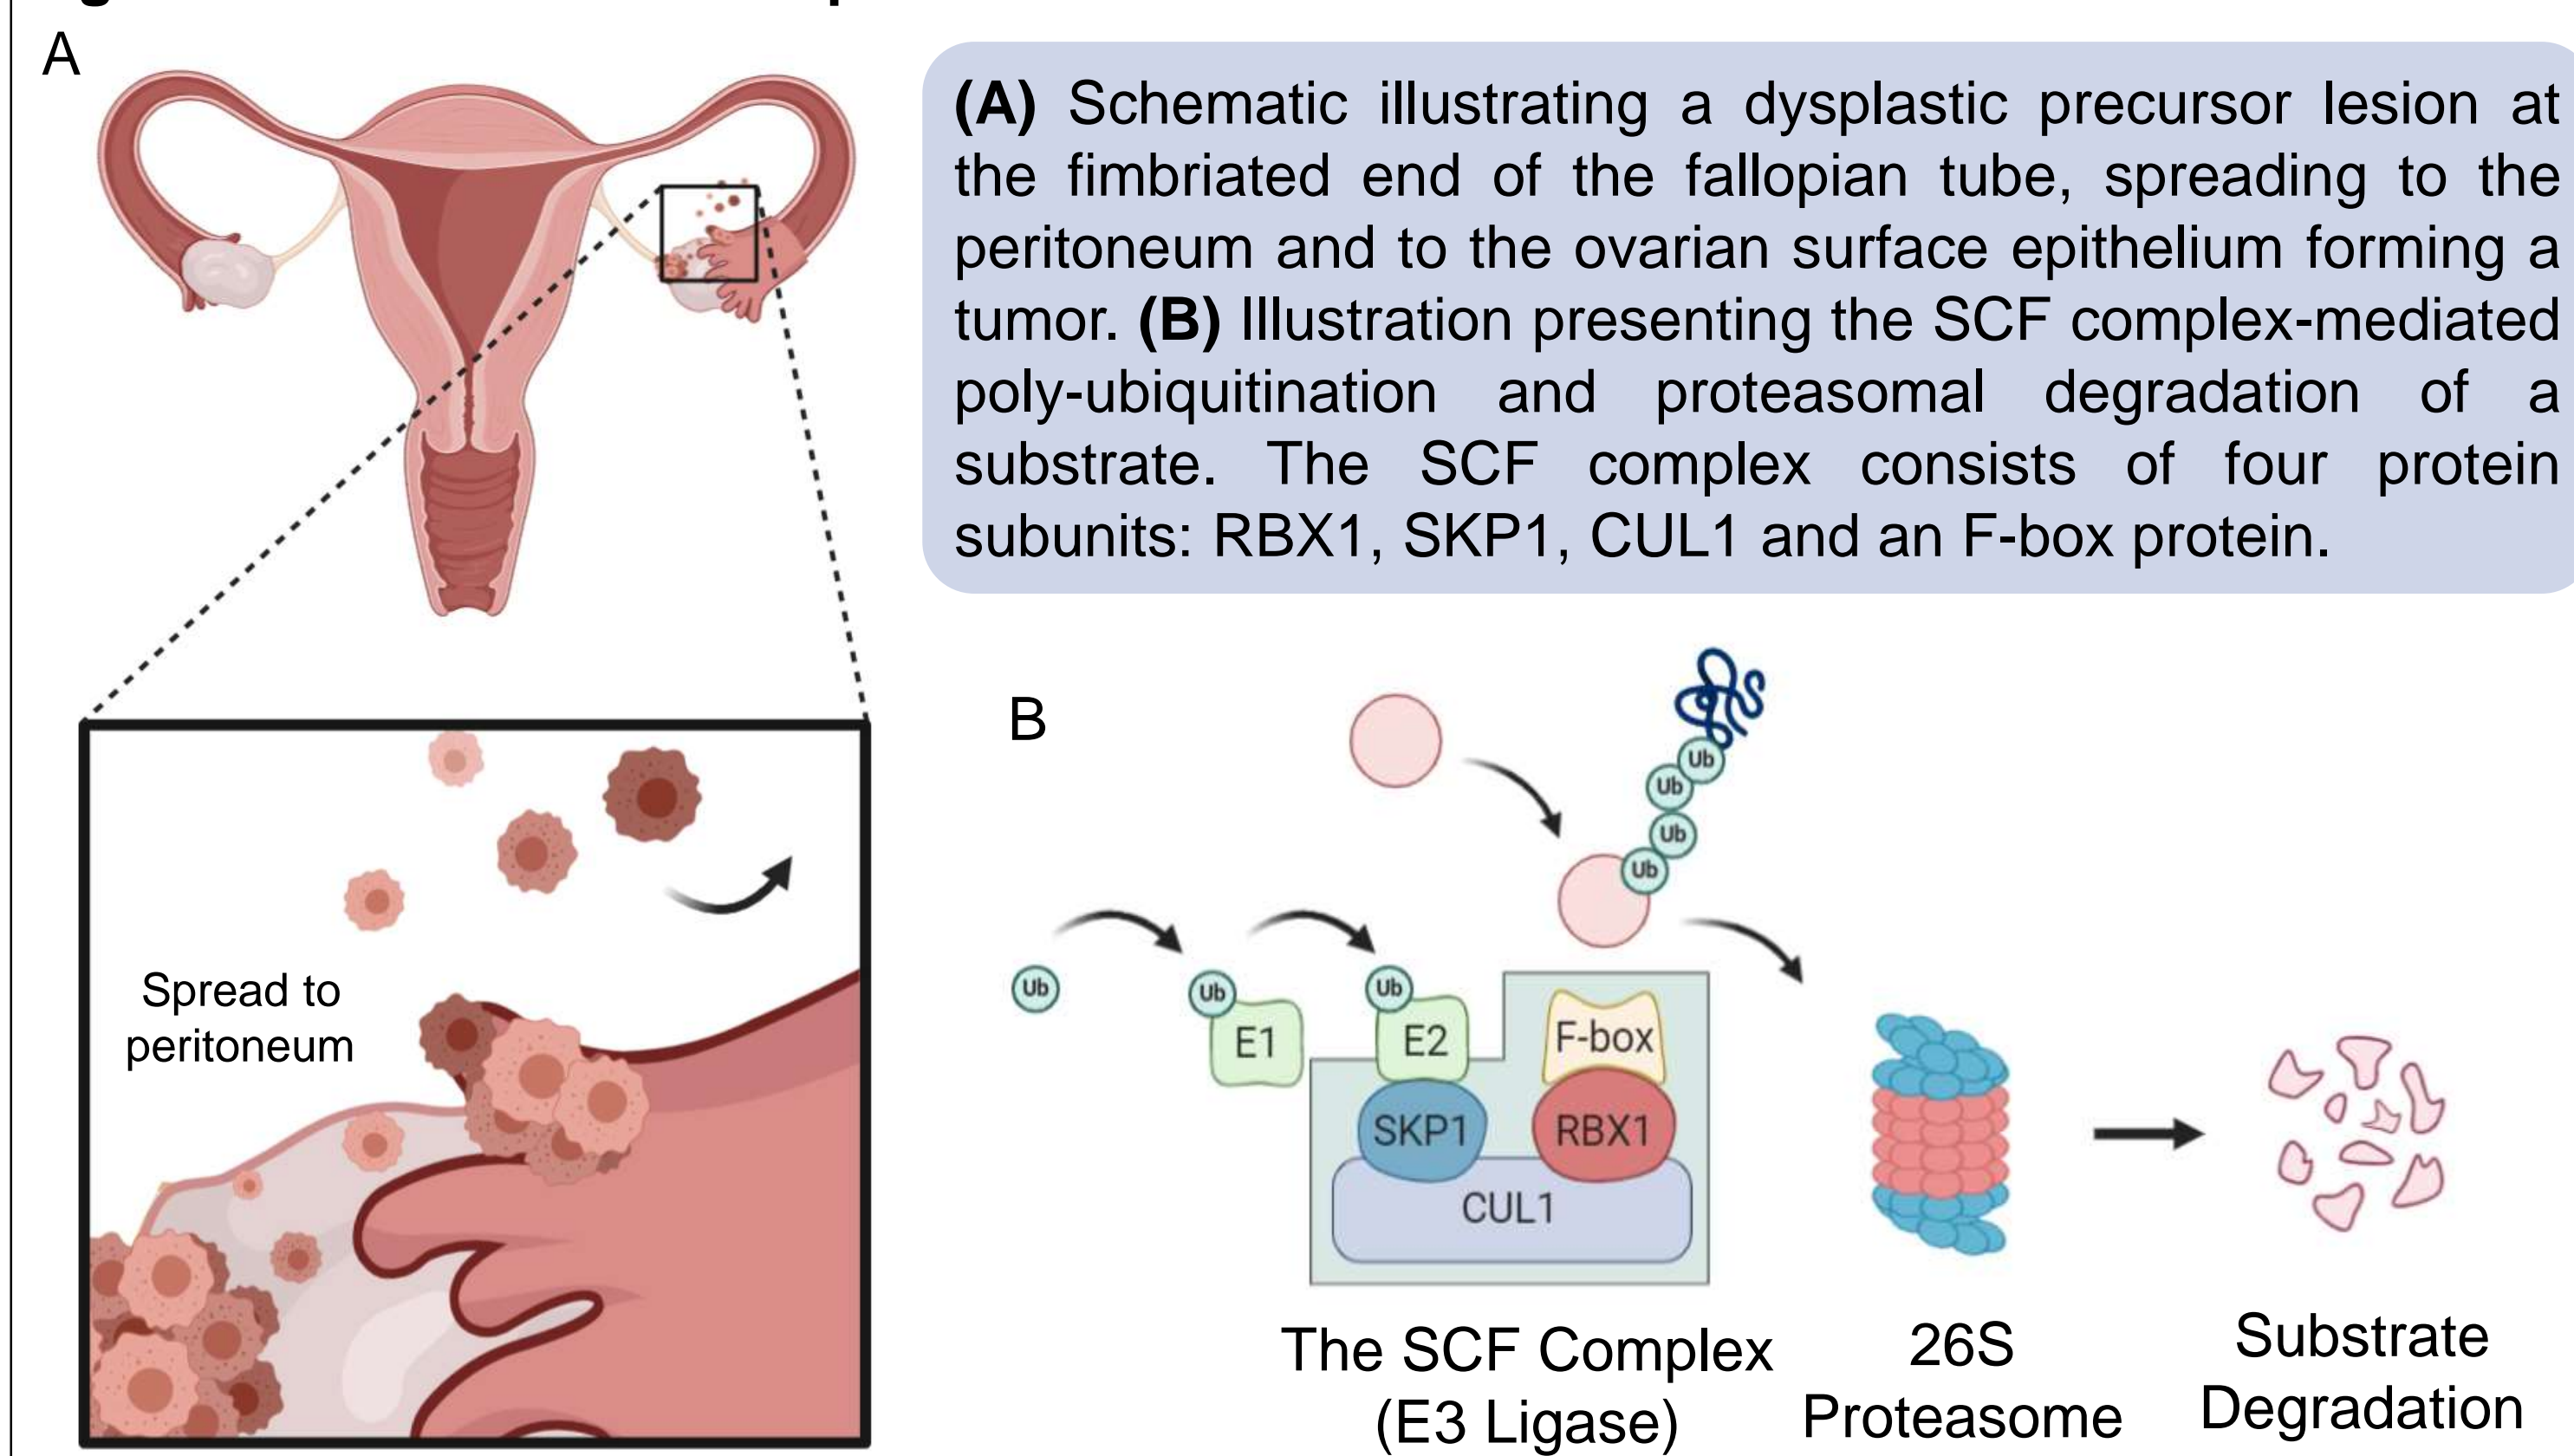 A
(A) Schematic illustrating a dysplastic precursor lesion at
the fimbriated end of the fallopian tube, spreading to the
peritoneum and to the ovarian surface epithelium forming a
tumor. (B) Illustration presenting the SCF complex-mediated
poly-ubiquitination and proteasomal degradation of a
substrate. The SCF complex consists of four protein
subunits: RBX1, SKP1, CUL1 and an F-box protein.
Spread to
peritoneum
B
Ub
Ub
Ub
Ub
Ub
Ub
Ub
E1
E2
F-box
SKP1
RBX1
CUL1
The SCF Complex
(E3 Ligase)
26S
Proteasome
Substrate
Degradation